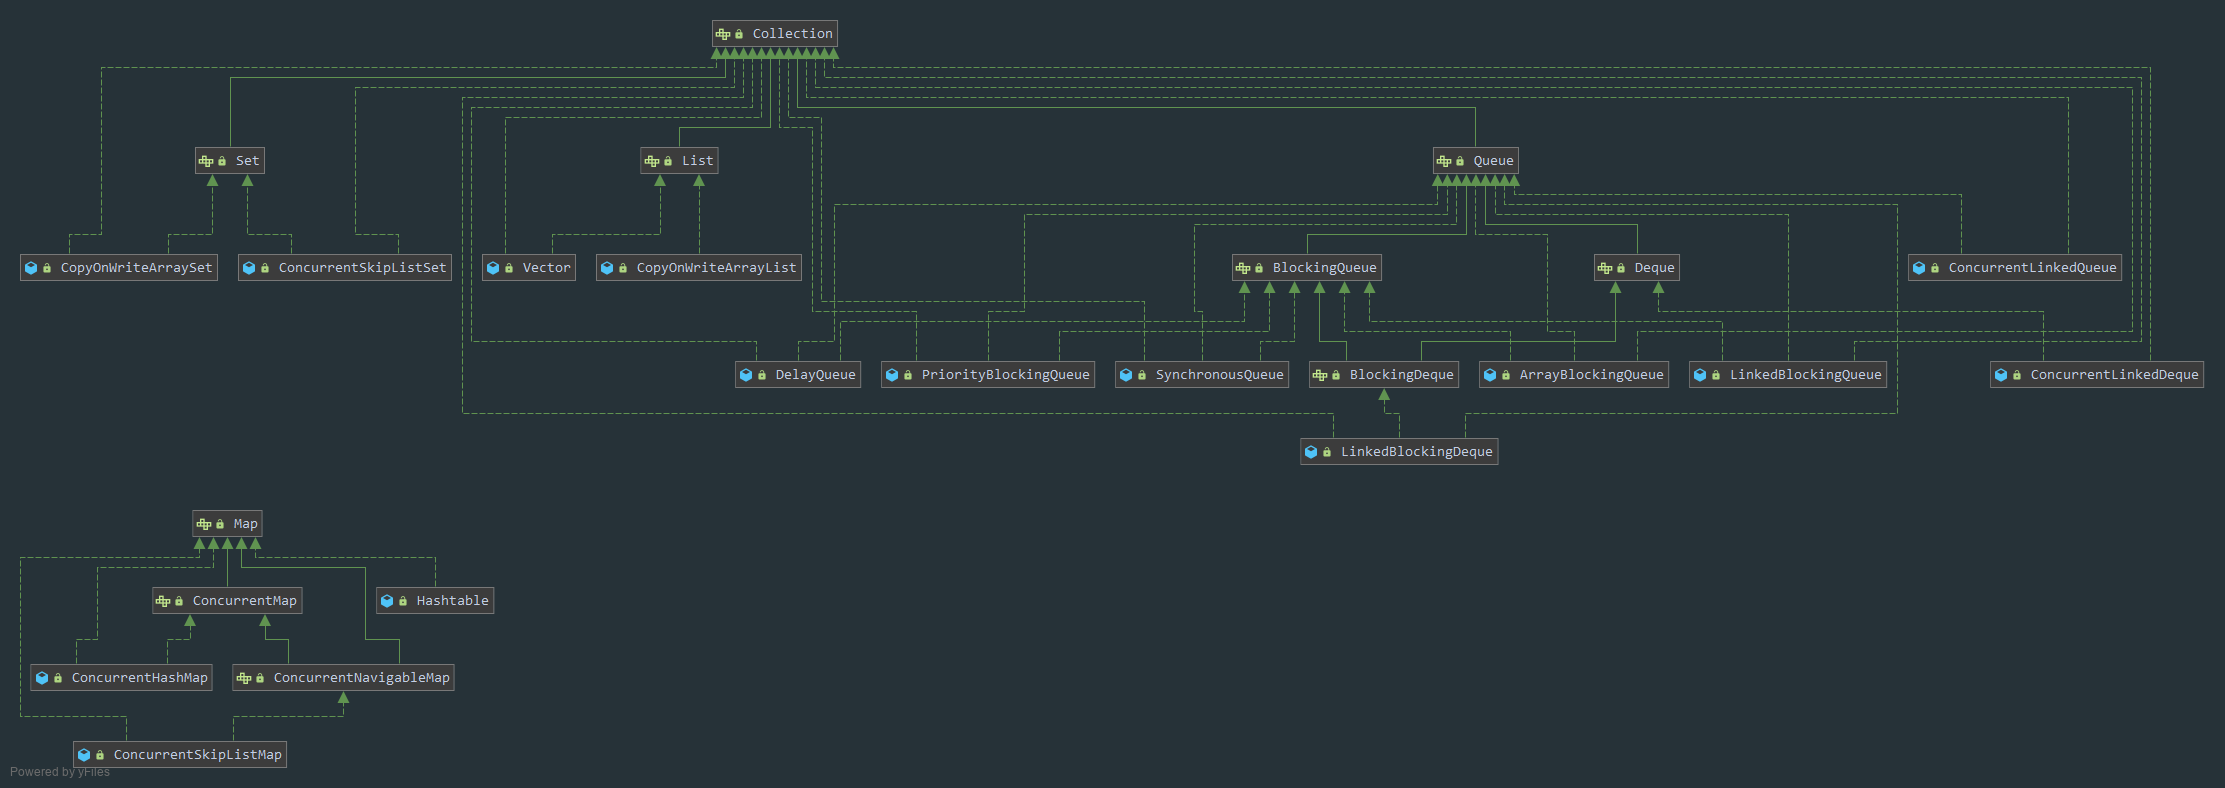 Collection
Set
List
Queue
CopyOnWriteArraySet
ConcurrentSkipListSet
Vector
CopyOnWriteArrayList
BlockingQueue
Deque
ConcurrentLinkedQueue
DelayQueue
PriorityBlockingQueue
SynchronousQueue
BlockingDeque
ArrayBlockingQueue
LinkedBlockingQueue
ConcurrentLinkedDeque
LinkedBlockingDeque
Map
ConcurrentMap
Hashtable
ConcurrentHashMap
ConcurrentNavigableMap
ConcurrentSkipListMap
Powered by yFiles